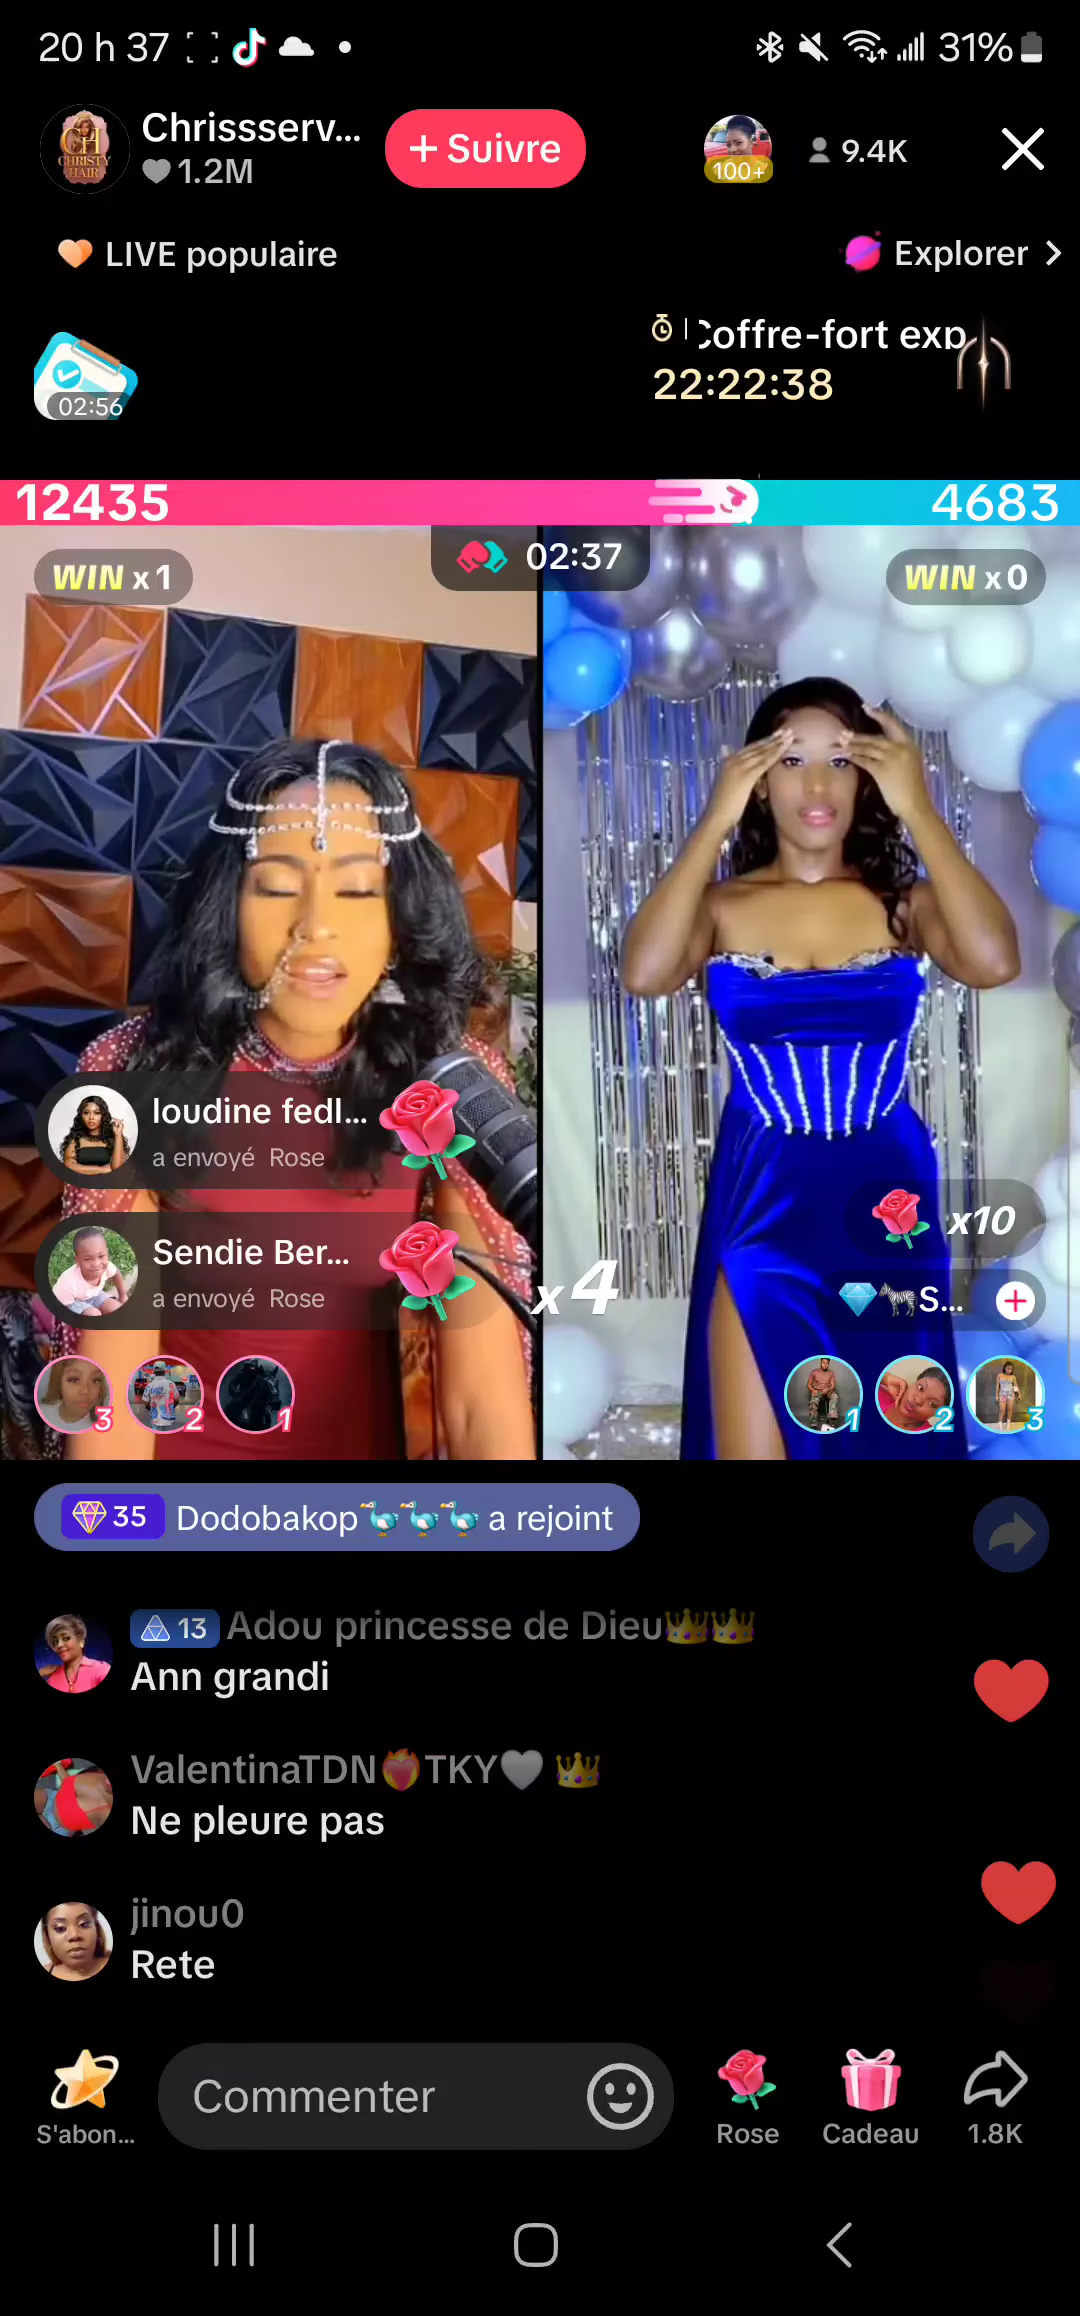 20 h 37
31%
Chrissserv...
1.2M
+ Suivre
100+
9.4K
LIVE populaire
Explorer
02:56
Coffre-fort exp
22:22:38
12435
4683
WIN x 1
02:37
WIN x 0
CH
CHRISTY
HAIR
loudine fedl...
a envoyé Rose
Sendie Ber...
a envoyé Rose
x4
x10
💎🦓S...
3
2
1
1
2
3
35 Dodobakop🦆🦆🦆 a rejoint
13 Adou princesse de Dieu👑👑
Ann grandi
ValentinaTDN❤️‍🔥TKY🤍 👑
Ne pleure pas
jinou0
Rete
S'abon...
Commenter
Rose
Cadeau
1.8K